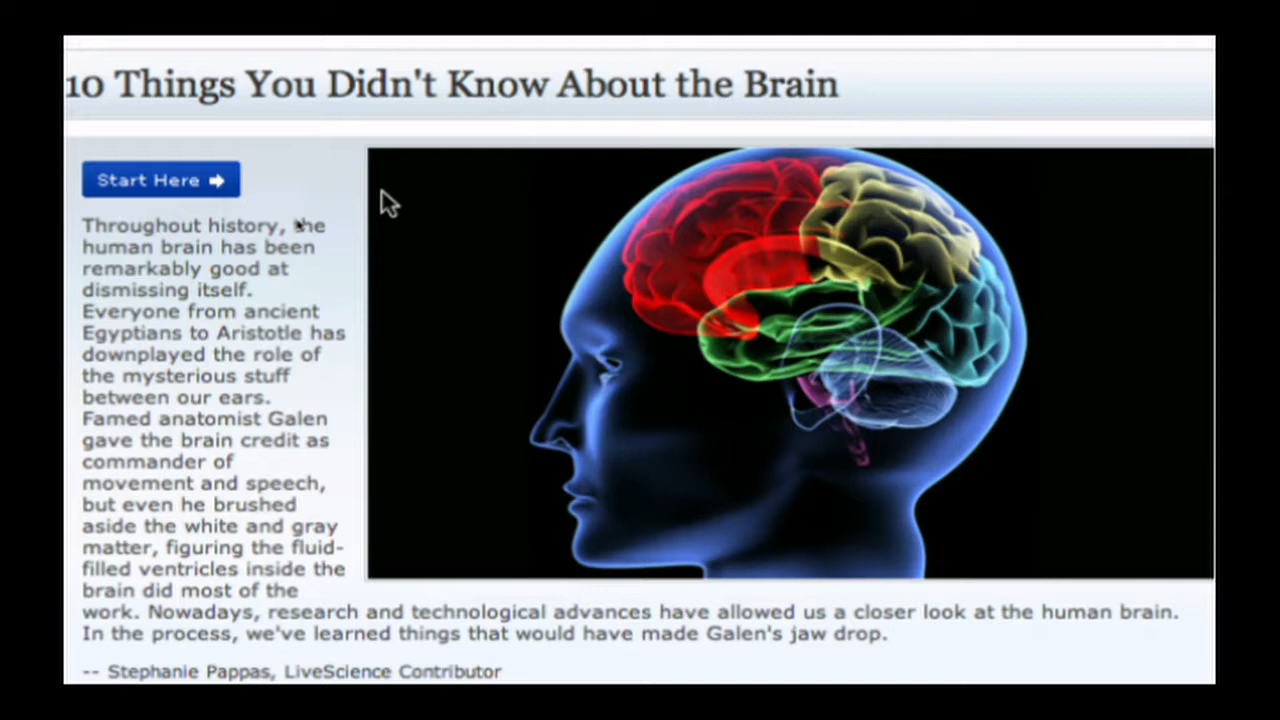 10 Things You Didn't Know About the Brain
Start Here
Throughout history, the
human brain has been
remarkably good at
dismissing itself.
Everyone from ancient
Egyptians to Aristotle has
downplayed the role of
the mysterious stuff
between our ears.
Famed anatomist Galen
gave the brain credit as
commander of
movement and speech,
but even he brushed
aside the white and gray
matter, figuring the fluid-
filled ventricles inside the
brain did most of the
work. Nowadays, research and technological advances have allowed us a closer look at the human brain.
In the process, we've learned things that would have made Galen's jaw drop.
-- Stephanie Pappas, LiveScience Contributor